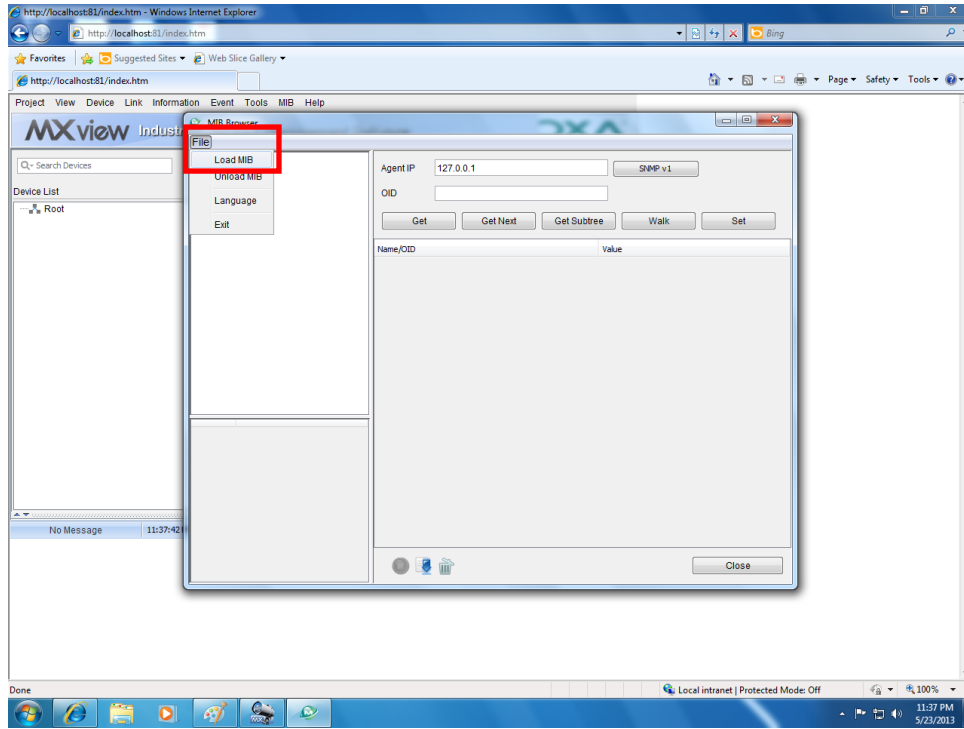 http://localhost:81/index.htm - Windows Internet Explorer
http://localhost:81/index.htm
Bing
Favorites Suggested Sites Web Slice Gallery
http://localhost:81/index.htm
Page Safety Tools
Project View Device Link Information Event Tools MIB Help
MXview
MIB Browser
File
Load MIB
Unload MIB
Language
Exit
Search Devices
Device List
Root
Agent IP 127.0.0.1 SNMP v1
OID
Get Get Next Get Subtree Walk Set
Name/OID Value
No Message 11:37:42
Close
Done
Local intranet | Protected Mode: Off
100%
11:37 PM
5/23/2013